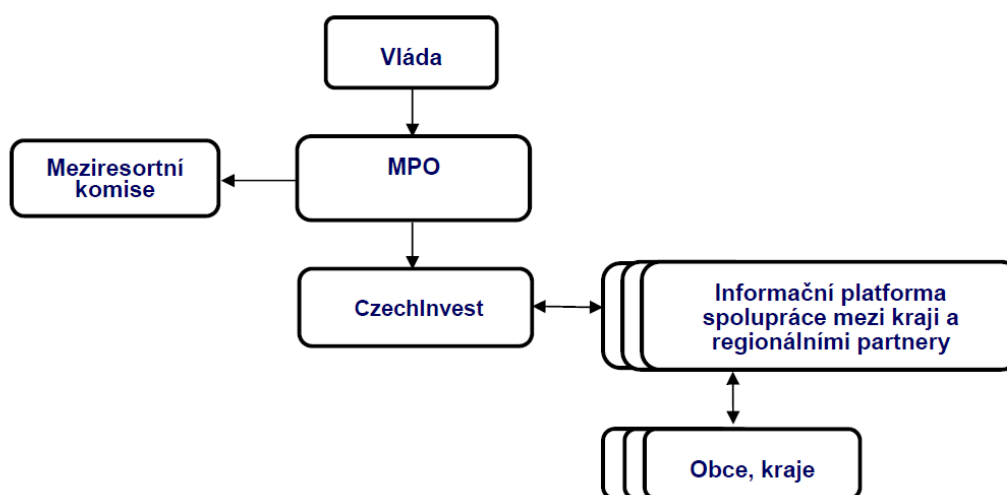 Vláda
MPO
Meziresortní
komise
CzechInvest
Informační platforma
spolupráce mezi kraji a
regionálními partnery
Obce, kraje